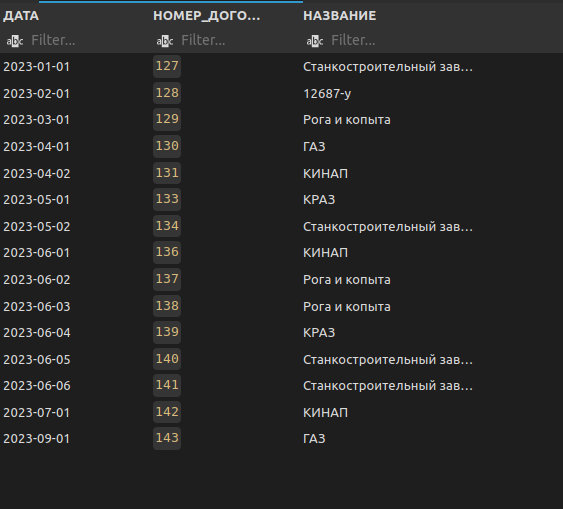 ДАТА НОМЕР_ДОГО... НАЗВАНИЕ
abc Filter... abc Filter... abc Filter...
2023-01-01 127 Станкостроительный зав...
2023-02-01 128 12687-у
2023-03-01 129 Рога и копыта
2023-04-01 130 ГАЗ
2023-04-02 131 КИНАП
2023-05-01 133 КРАЗ
2023-05-02 134 Станкостроительный зав...
2023-06-01 136 КИНАП
2023-06-02 137 Рога и копыта
2023-06-03 138 Рога и копыта
2023-06-04 139 КРАЗ
2023-06-05 140 Станкостроительный зав...
2023-06-06 141 Станкостроительный зав...
2023-07-01 142 КИНАП
2023-09-01 143 ГАЗ